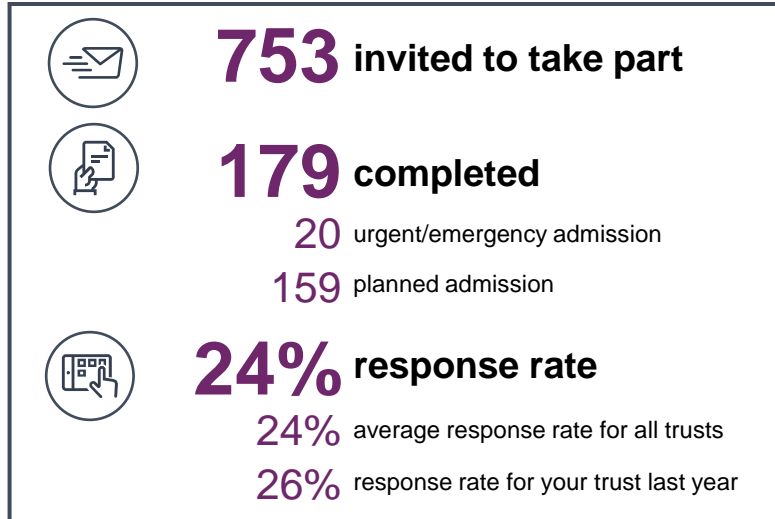 753 invited to take part
179 completed
20 urgent/emergency admission
159 planned admission
24% response rate
24% average response rate for all trusts
26% response rate for your trust last year